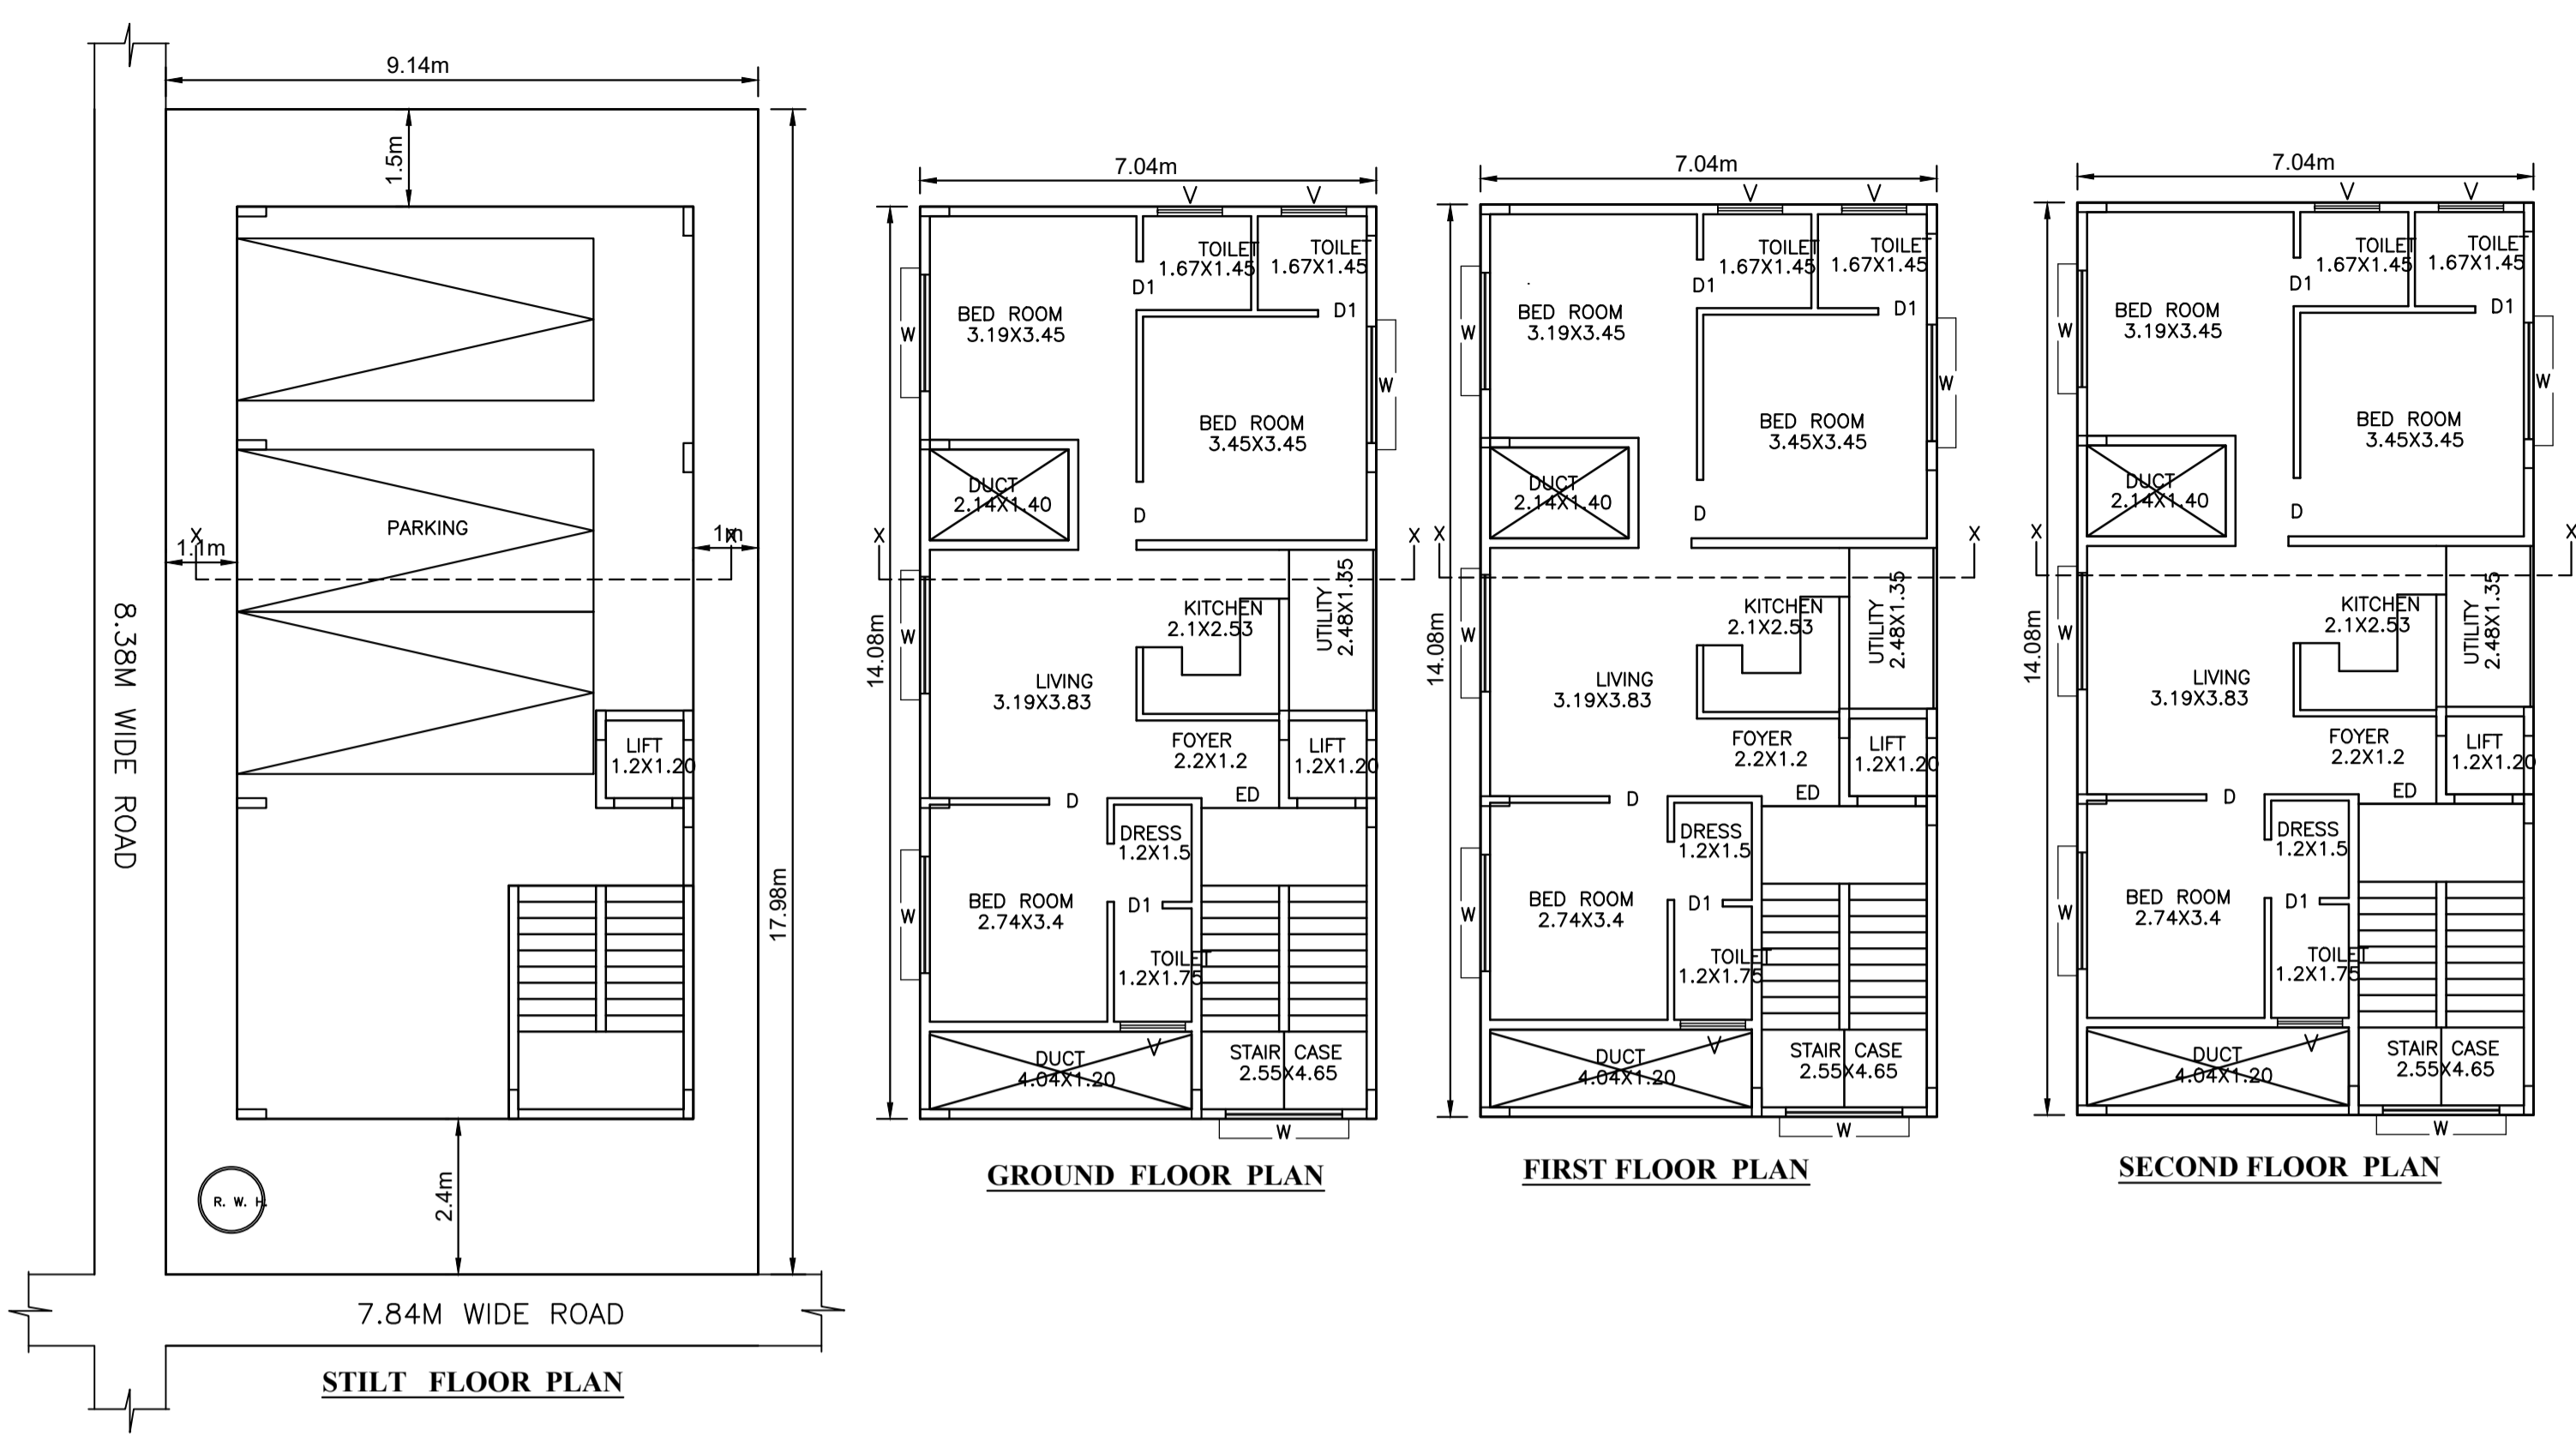 9.14m
1.5m
PARKING
X
X
1.1m
1m
8.38M WIDE ROAD
17.98m
LIFT
1.2X1.20
2.4m
R. W. H.
7.84M WIDE ROAD
STILT FLOOR PLAN
7.04m
V
V
TOILET
1.67X1.45
TOILET
1.67X1.45
D1
D1
BED ROOM
3.19X3.45
W
W
BED ROOM
3.45X3.45
DUCT
2.14X1.40
D
X
X
14.08m
KITCHEN
2.1X2.53
UTILITY
2.48X1.35
W
LIVING
3.19X3.83
FOYER
2.2X1.2
LIFT
1.2X1.20
D
ED
DRESS
1.2X1.5
BED ROOM
2.74X3.4
D1
W
TOILET
1.2X1.75
DUCT
4.04X1.20
V
STAIR CASE
2.55X4.65
W
GROUND FLOOR PLAN
7.04m
V
V
TOILET
1.67X1.45
TOILET
1.67X1.45
D1
D1
BED ROOM
3.19X3.45
W
W
BED ROOM
3.45X3.45
DUCT
2.14X1.40
D
X
X
14.08m
KITCHEN
2.1X2.53
UTILITY
2.48X1.35
W
LIVING
3.19X3.83
FOYER
2.2X1.2
LIFT
1.2X1.20
D
ED
DRESS
1.2X1.5
BED ROOM
2.74X3.4
D1
W
TOILET
1.2X1.75
DUCT
4.04X1.20
V
STAIR CASE
2.55X4.65
W
FIRST FLOOR PLAN
7.04m
V
V
TOILET
1.67X1.45
TOILET
1.67X1.45
D1
D1
BED ROOM
3.19X3.45
W
W
BED ROOM
3.45X3.45
DUCT
2.14X1.40
D
X
X
14.08m
KITCHEN
2.1X2.53
UTILITY
2.48X1.35
W
LIVING
3.19X3.83
FOYER
2.2X1.2
LIFT
1.2X1.20
D
ED
DRESS
1.2X1.5
BED ROOM
2.74X3.4
D1
W
TOILET
1.2X1.75
DUCT
4.04X1.20
V
STAIR CASE
2.55X4.65
W
SECOND FLOOR PLAN